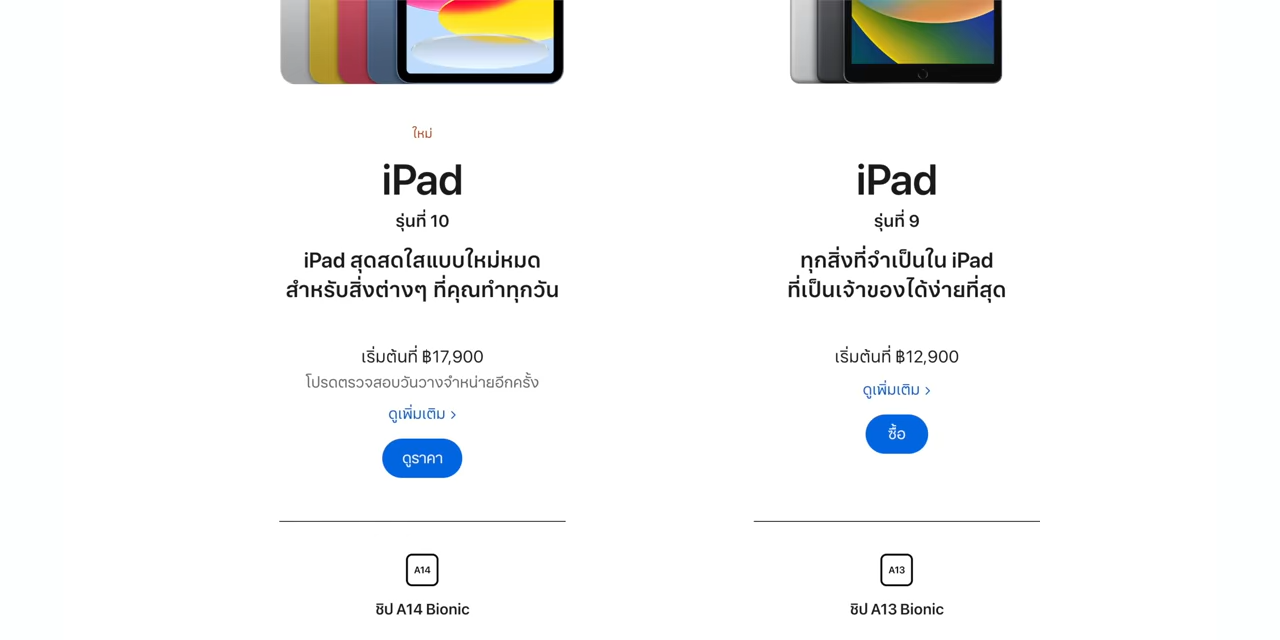 ใหม่
iPad
รุ่นที่ 10
iPad สุดสดใสแบบใหม่หมด
สำหรับสิ่งต่างๆ ที่คุณทำทุกวัน
เริ่มต้นที่ ฿17,900
โปรดตรวจสอบวันวางจำหน่ายอีกครั้ง
ดูเพิ่มเติม >
ดูราคา
A14
ชิป A14 Bionic
iPad
รุ่นที่ 9
ทุกสิ่งที่จำเป็นใน iPad
ที่เป็นเจ้าของได้ง่ายที่สุด
เริ่มต้นที่ ฿12,900
ดูเพิ่มเติม >
ซื้อ
A13
ชิป A13 Bionic